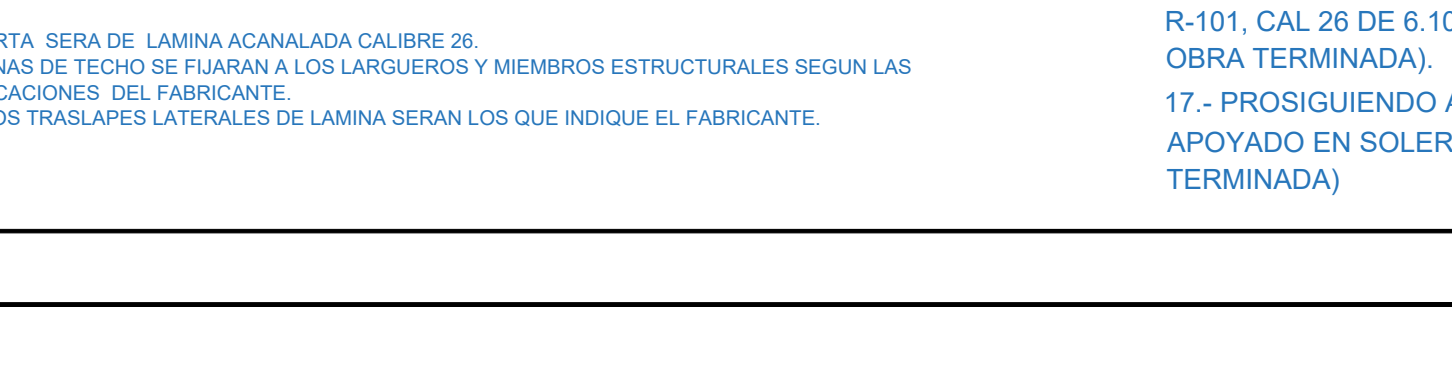 RTA SERA DE LAMINA ACANALADA CALIBRE 26.
NAS DE TECHO SE FIJARAN A LOS LARGUEROS Y MIEMBROS ESTRUCTURALES SEGUN LAS
CACIONES DEL FABRICANTE.
OS TRASLAPES LATERALES DE LAMINA SERAN LOS QUE INDIQUE EL FABRICANTE.
R-101, CAL 26 DE 6.10
OBRA TERMINADA).
17.- PROSIGUIENDO A
APOYADO EN SOLER
TERMINADA)